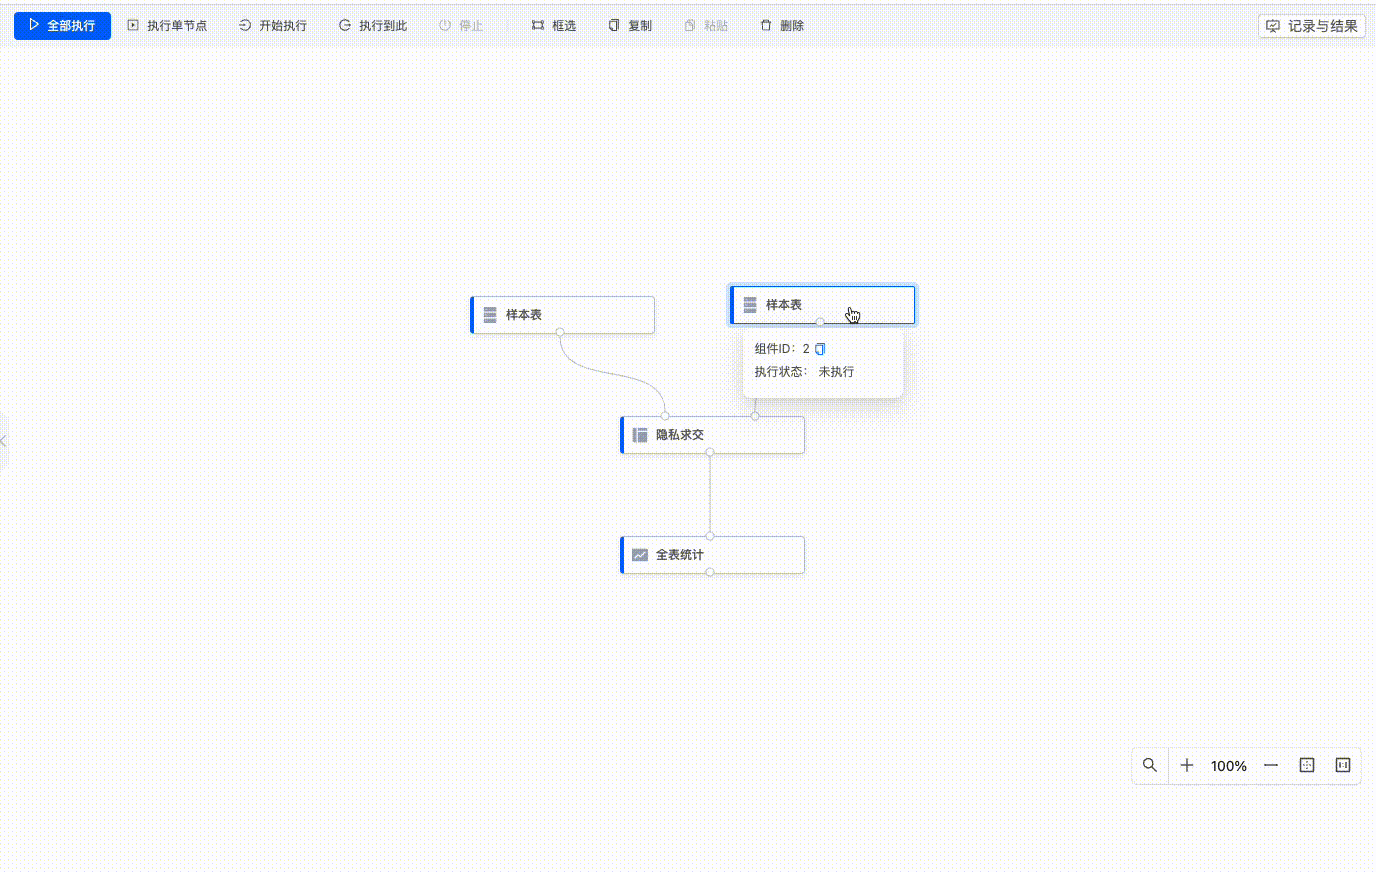 全部执行 执行单节点 开始执行 执行到此 停止 框选 复制 粘贴 删除 记录与结果
样本表
样本表
组件ID：2
执行状态： 未执行
隐私求交
全表统计
100%